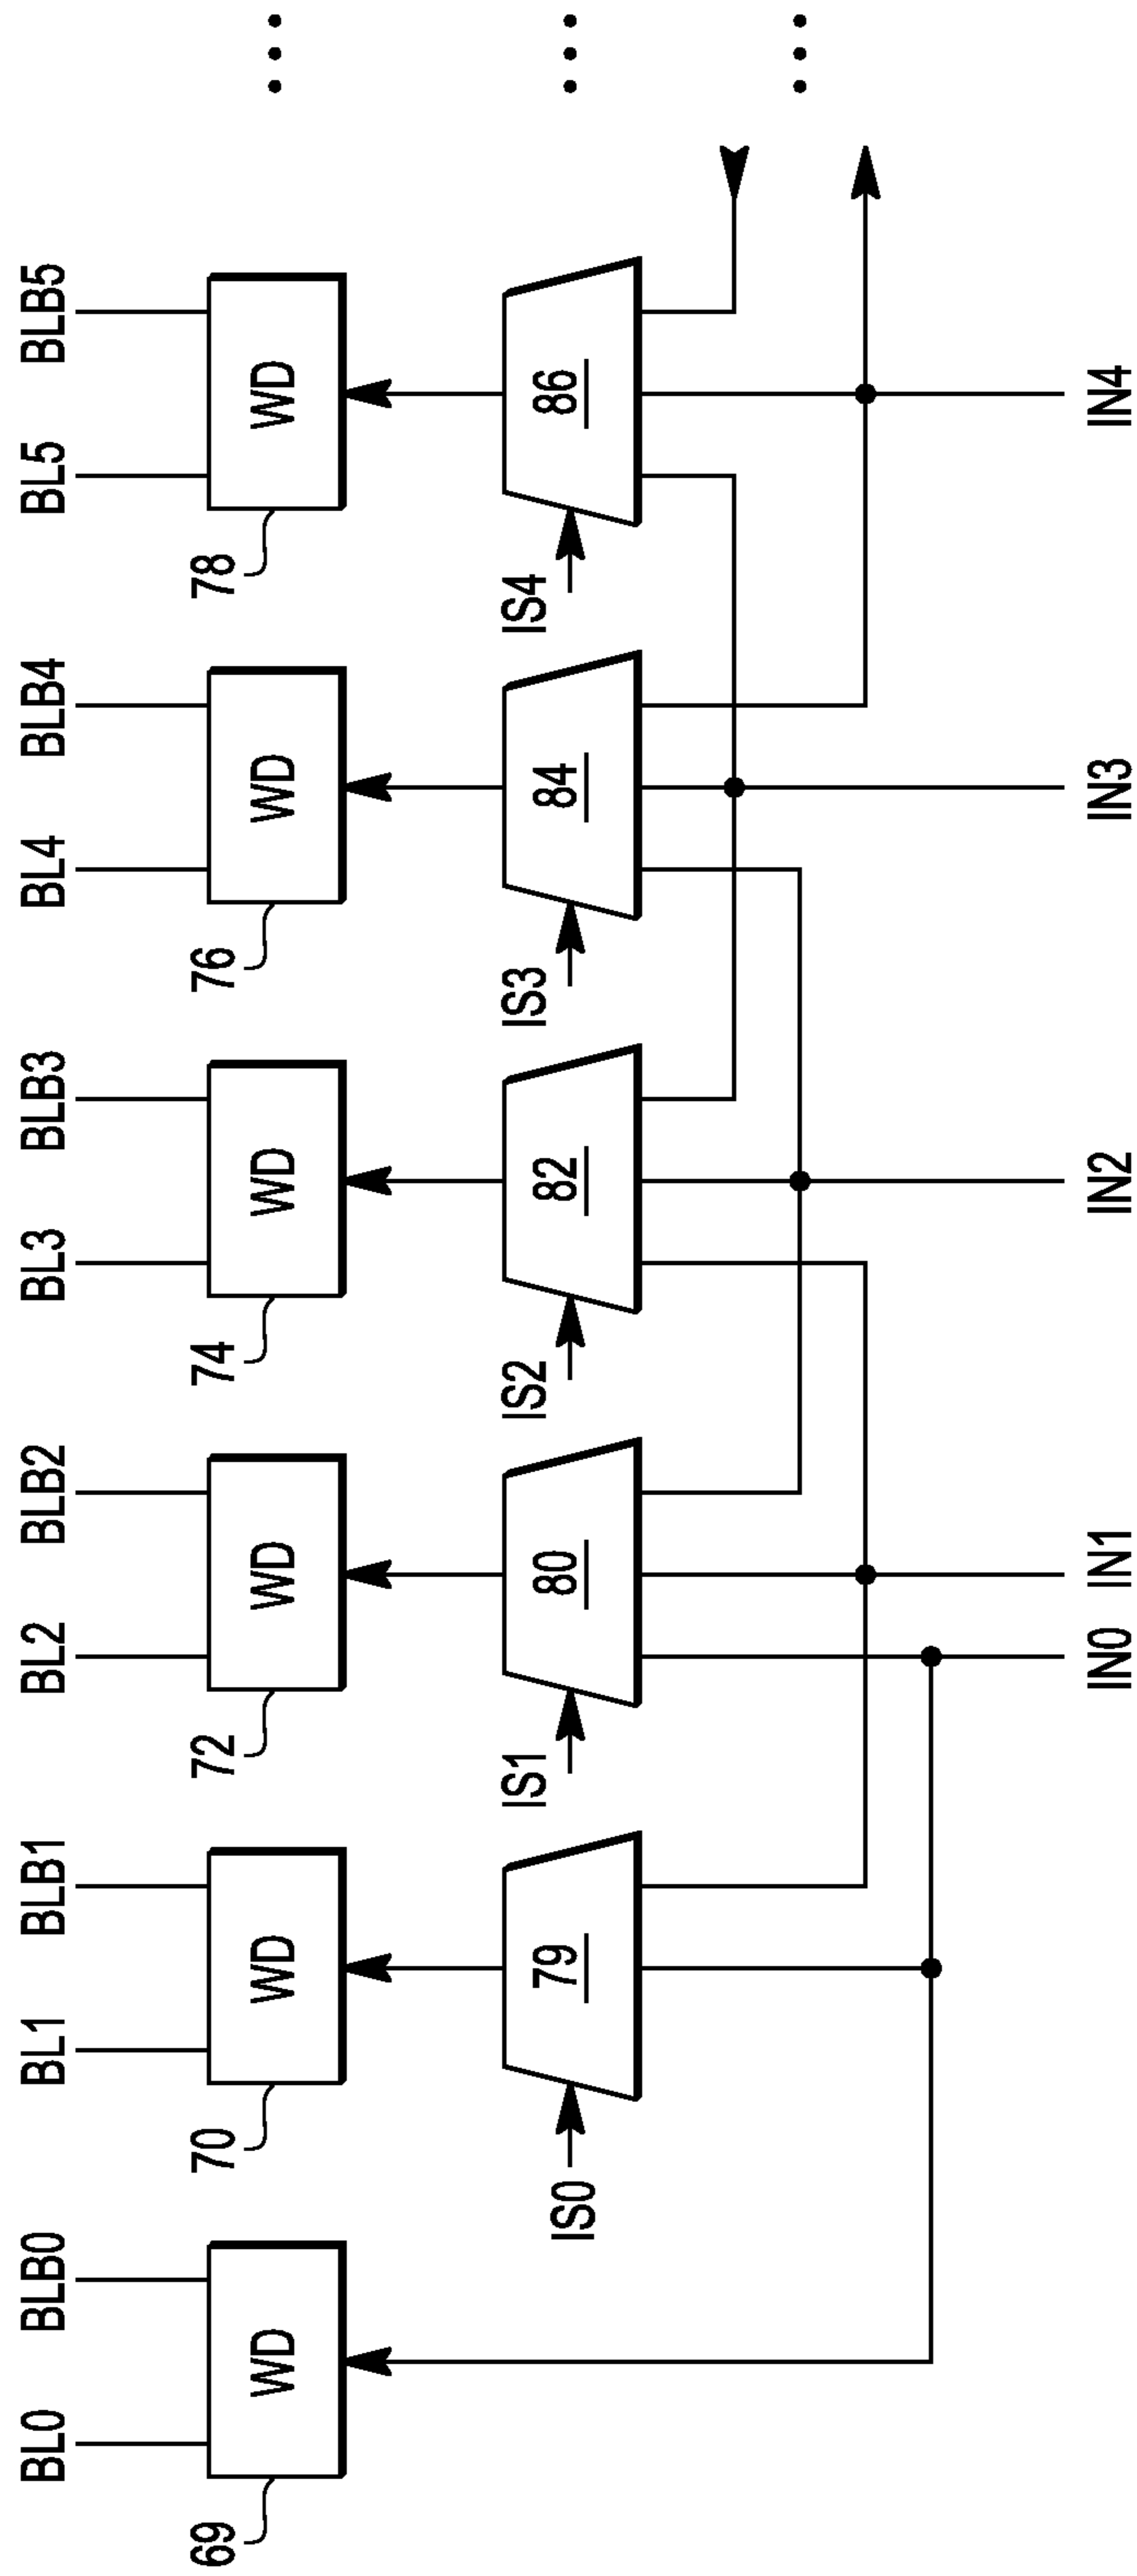 BL0 BLB0 BL1 BLB1 BL2 BLB2 BL3 BLB3 BL4 BLB4 BL5 BLB5
WD WD WD WD WD WD
69 70 72 74 76 78
79 80 82 84 86
IS0 IS1 IS2 IS3 IS4
IN0 IN1 IN2 IN3 IN4